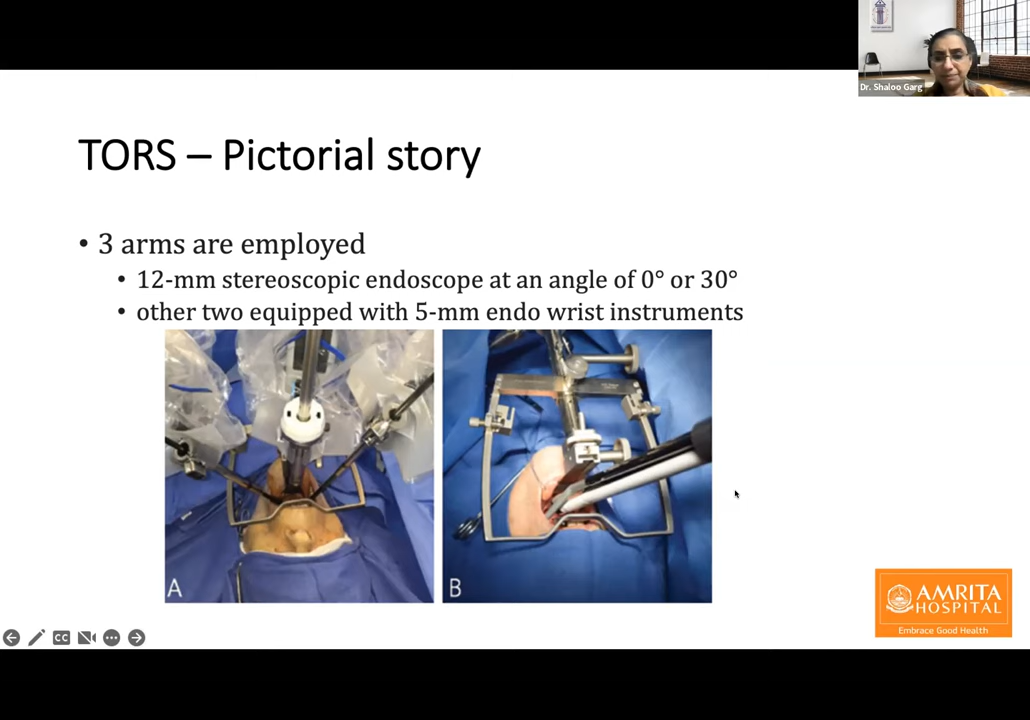 Dr. Shaloo Garg
TORS – Pictorial story
• 3 arms are employed
• 12-mm stereoscopic endoscope at an angle of 0° or 30°
• other two equipped with 5-mm endo wrist instruments
A
B
AMRITA
HOSPITAL
Embrace Good Health
CC